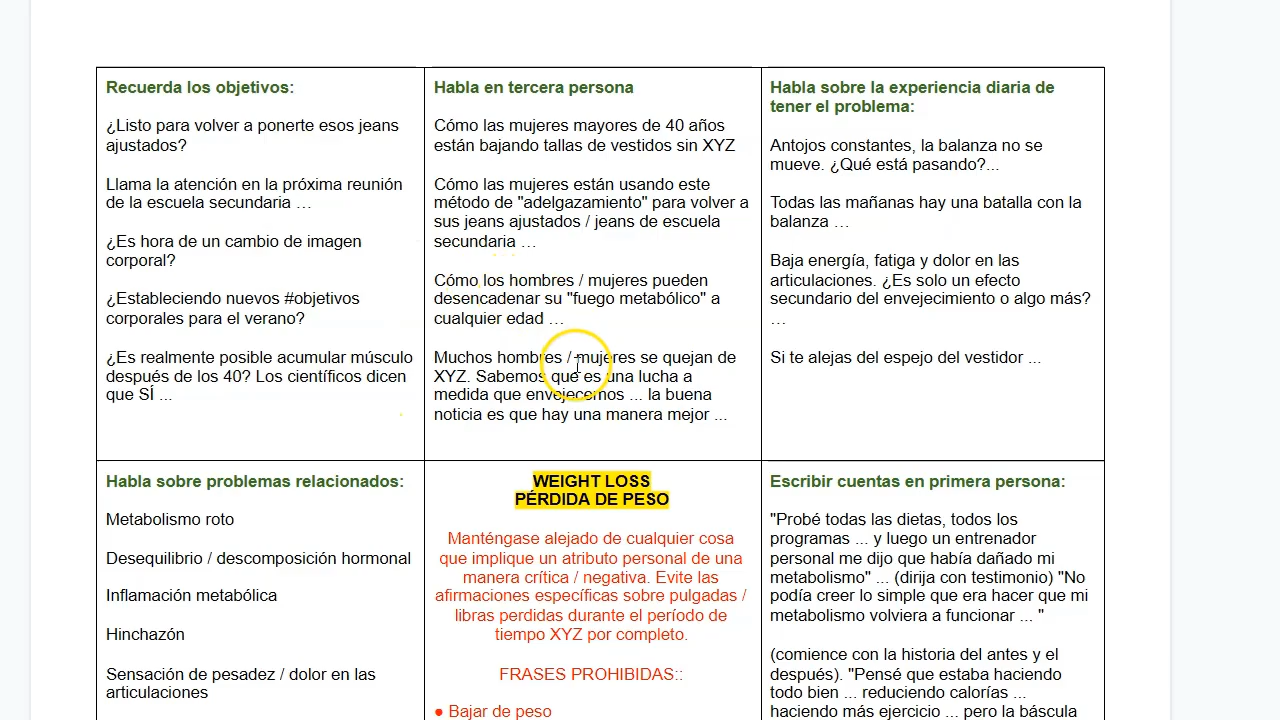 Recuerda los objetivos:
¿Listo para volver a ponerte esos jeans
ajustados?
Llama la atención en la próxima reunión
de la escuela secundaria …
¿Es hora de un cambio de imagen
corporal?
¿Estableciendo nuevos #objetivos
corporales para el verano?
¿Es realmente posible acumular músculo
después de los 40? Los científicos dicen
que SÍ ...
Habla en tercera persona
Cómo las mujeres mayores de 40 años
están bajando tallas de vestidos sin XYZ
Cómo las mujeres están usando este
método de "adelgazamiento" para volver a
sus jeans ajustados / jeans de escuela
secundaria …
Cómo los hombres / mujeres pueden
desencadenar su "fuego metabólico" a
cualquier edad …
Muchos hombres / mujeres se quejan de
XYZ. Sabemos que es una lucha a
medida que envejecemos ... la buena
noticia es que hay una manera mejor ...
Habla sobre la experiencia diaria de
tener el problema:
Antojos constantes, la balanza no se
mueve. ¿Qué está pasando?...
Todas las mañanas hay una batalla con la
balanza …
Baja energía, fatiga y dolor en las
articulaciones. ¿Es solo un efecto
secundario del envejecimiento o algo más?
…
Si te alejas del espejo del vestidor ...
Habla sobre problemas relacionados:
Metabolismo roto
Desequilibrio / descomposición hormonal
Inflamación metabólica
Hinchazón
Sensación de pesadez / dolor en las
articulaciones
WEIGHT LOSS
PÉRDIDA DE PESO
Manténgase alejado de cualquier cosa
que implique un atributo personal de una
manera crítica / negativa. Evite las
afirmaciones específicas sobre pulgadas /
libras perdidas durante el período de
tiempo XYZ por completo.
FRASES PROHIBIDAS::
● Bajar de peso
Escribir cuentas en primera persona:
"Probé todas las dietas, todos los
programas ... y luego un entrenador
personal me dijo que había dañado mi
metabolismo" ... (dirija con testimonio) "No
podía creer lo simple que era hacer que mi
metabolismo volviera a funcionar ... "
(comience con la historia del antes y el
después). "Pensé que estaba haciendo
todo bien ... reduciendo calorías ...
haciendo más ejercicio ... pero la báscula